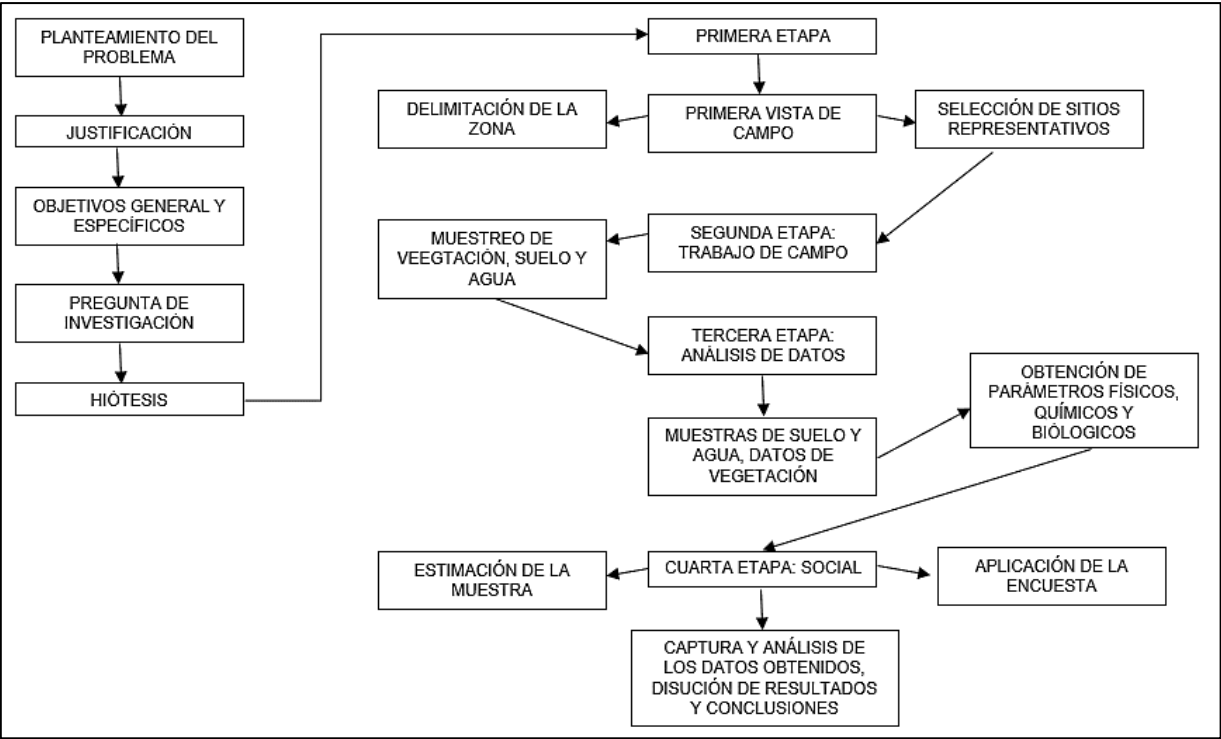 PLANTEAMIENTO DEL
PROBLEMA
JUSTIFICACIÓN
OBJETIVOS GENERAL Y
ESPECÍFICOS
PREGUNTA DE
INVESTIGACIÓN
HIÓTESIS
PRIMERA ETAPA
DELIMITACIÓN DE LA
ZONA
PRIMERA VISTA DE
CAMPO
SELECCIÓN DE SITIOS
REPRESENTATIVOS
SEGUNDA ETAPA:
TRABAJO DE CAMPO
MUESTREO DE
VEEGTACIÓN, SUELO Y
AGUA
TERCERA ETAPA:
ANÁLISIS DE DATOS
MUESTRAS DE SUELO Y
AGUA, DATOS DE
VEGETACIÓN
OBTENCIÓN DE
PARÁMETROS FÍSICOS,
QUÍMICOS Y
BIÓLOGICOS
CUARTA ETAPA: SOCIAL
ESTIMACIÓN DE LA
MUESTRA
APLICACIÓN DE LA
ENCUESTA
CAPTURA Y ANÁLISIS DE
LOS DATOS OBTENIDOS,
DISUCIÓN DE RESULTADOS
Y CONCLUSIONES